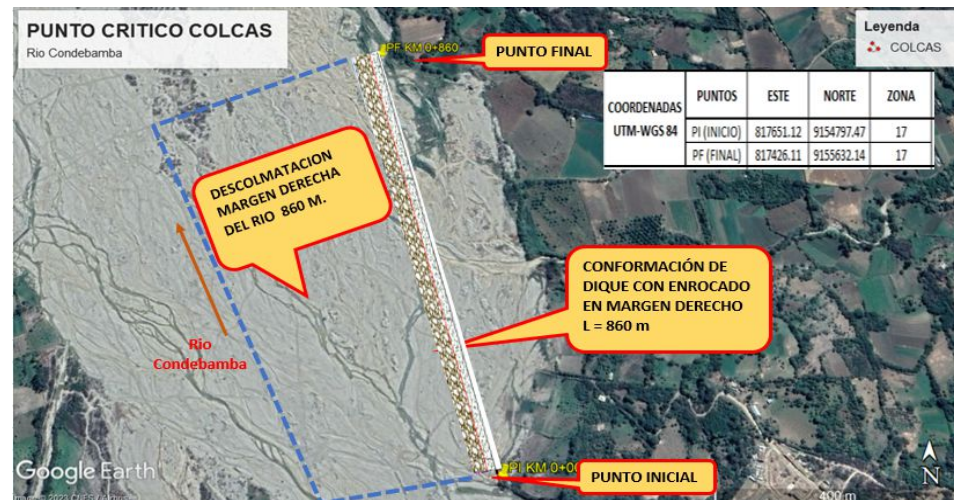 PUNTO CRITICO COLCAS
Rio Condebamba
PF KM 0+860
PUNTO FINAL
Leyenda
COLCAS
COORDENADAS
UTM-WGS 84
PUNTOS ESTE NORTE ZONA
PI (INICIO) 817651.12 9154797.47 17
PF (FINAL) 817426.11 9155632.14 17
DESCOLMATACION
MARGEN DERECHA
DEL RIO 860 M.
CONFORMACIÓN DE
DIQUE CON ENROCADO
EN MARGEN DERECHO
L = 860 m
Rio
Condebamba
PI KM 0+00
PUNTO INICIAL
Google Earth
400 m
N